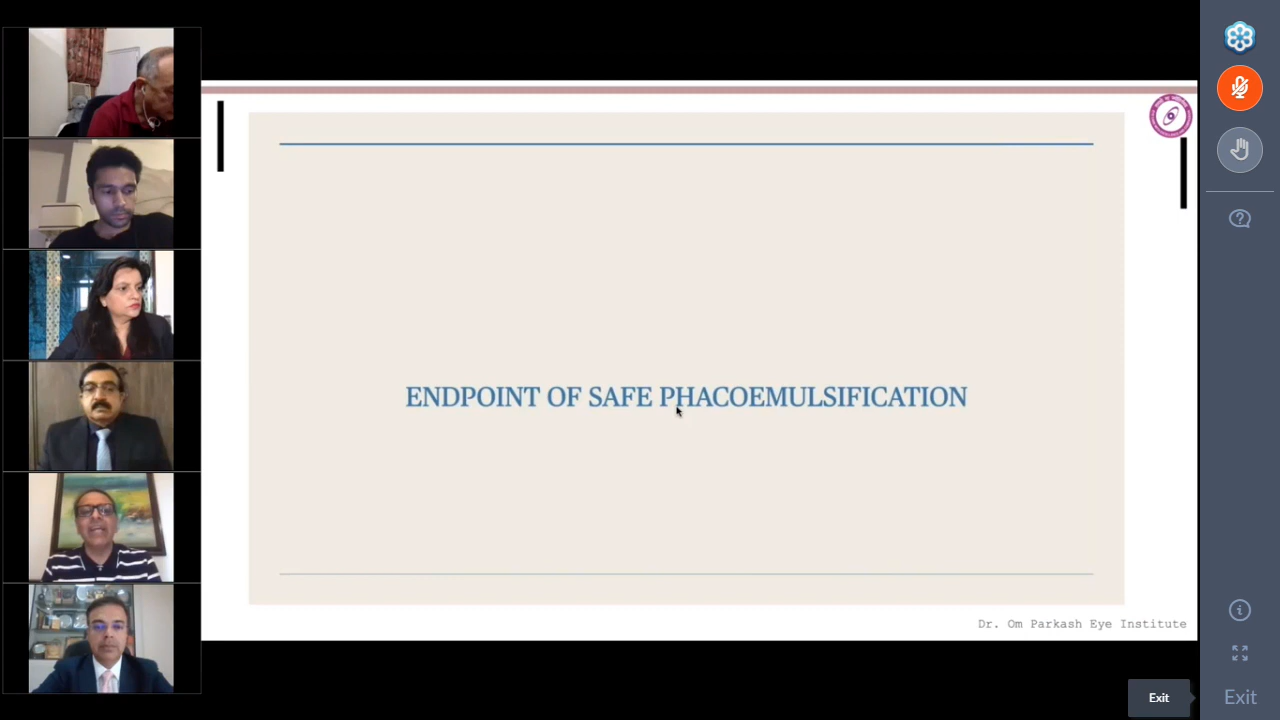 ENDPOINT OF SAFE PHACOEMULSIFICATION
Dr. Om Parkash Eye Institute
Exit
Exit